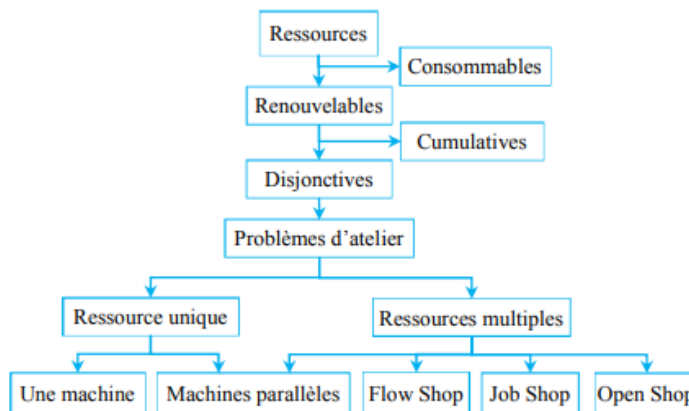 Ressources
Consommables
Renouvelables
Cumulatives
Disjonctives
Problèmes d'atelier
Ressource unique
Ressources multiples
Une machine
Machines parallèles
Flow Shop
Job Shop
Open Shop